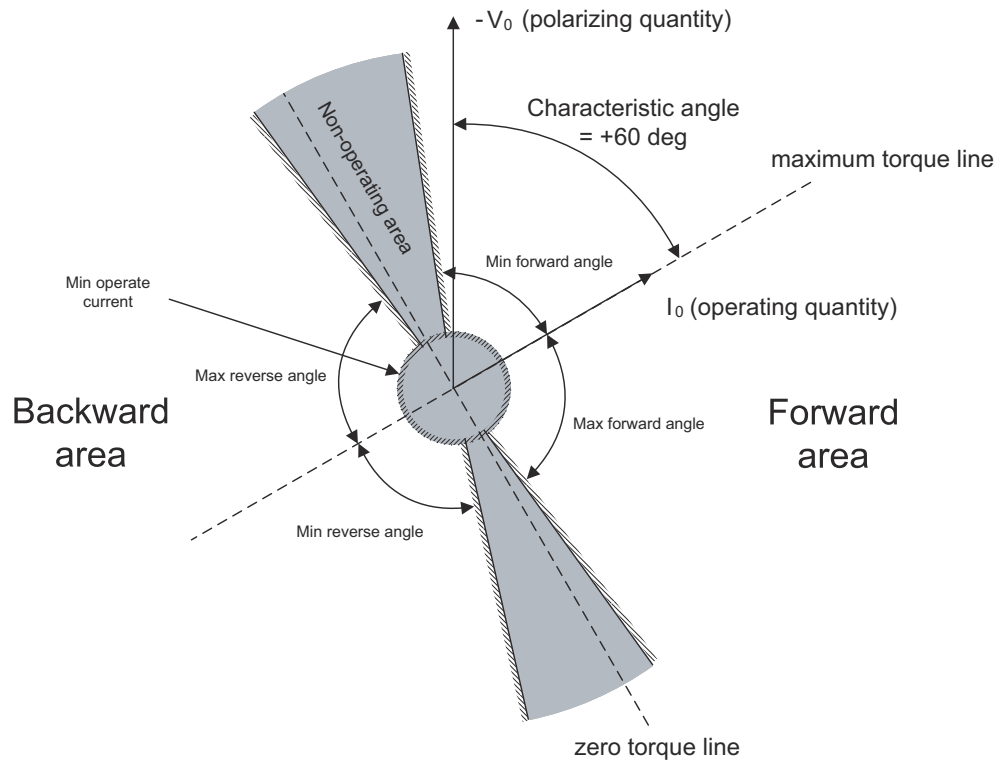 - V0 (polarizing quantity)
Characteristic angle
= +60 deg
maximum torque line
Non-operating area
Min forward angle
Min operate
current
I0 (operating quantity)
Max reverse angle
Backward
area
Forward
area
Max forward angle
Min reverse angle
zero torque line